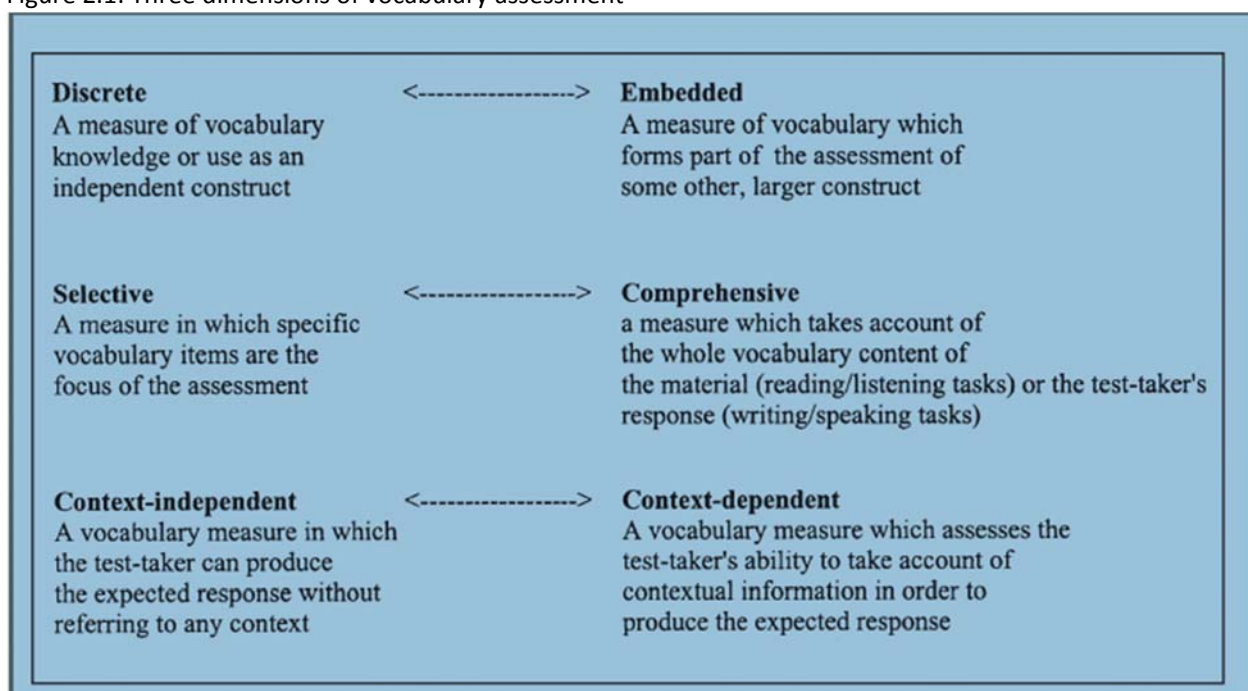 Figure 2.1: Three dimensions of vocabulary assessment
Discrete <------------------> Embedded
A measure of vocabulary
knowledge or use as an
independent construct
A measure of vocabulary which
forms part of the assessment of
some other, larger construct
Selective <------------------> Comprehensive
A measure in which specific
vocabulary items are the
focus of the assessment
a measure which takes account of
the whole vocabulary content of
the material (reading/listening tasks) or the test-taker's
response (writing/speaking tasks)
Context-independent <------------------> Context-dependent
A vocabulary measure in which
the test-taker can produce
the expected response without
referring to any context
A vocabulary measure which assesses the
test-taker's ability to take account of
contextual information in order to
produce the expected response